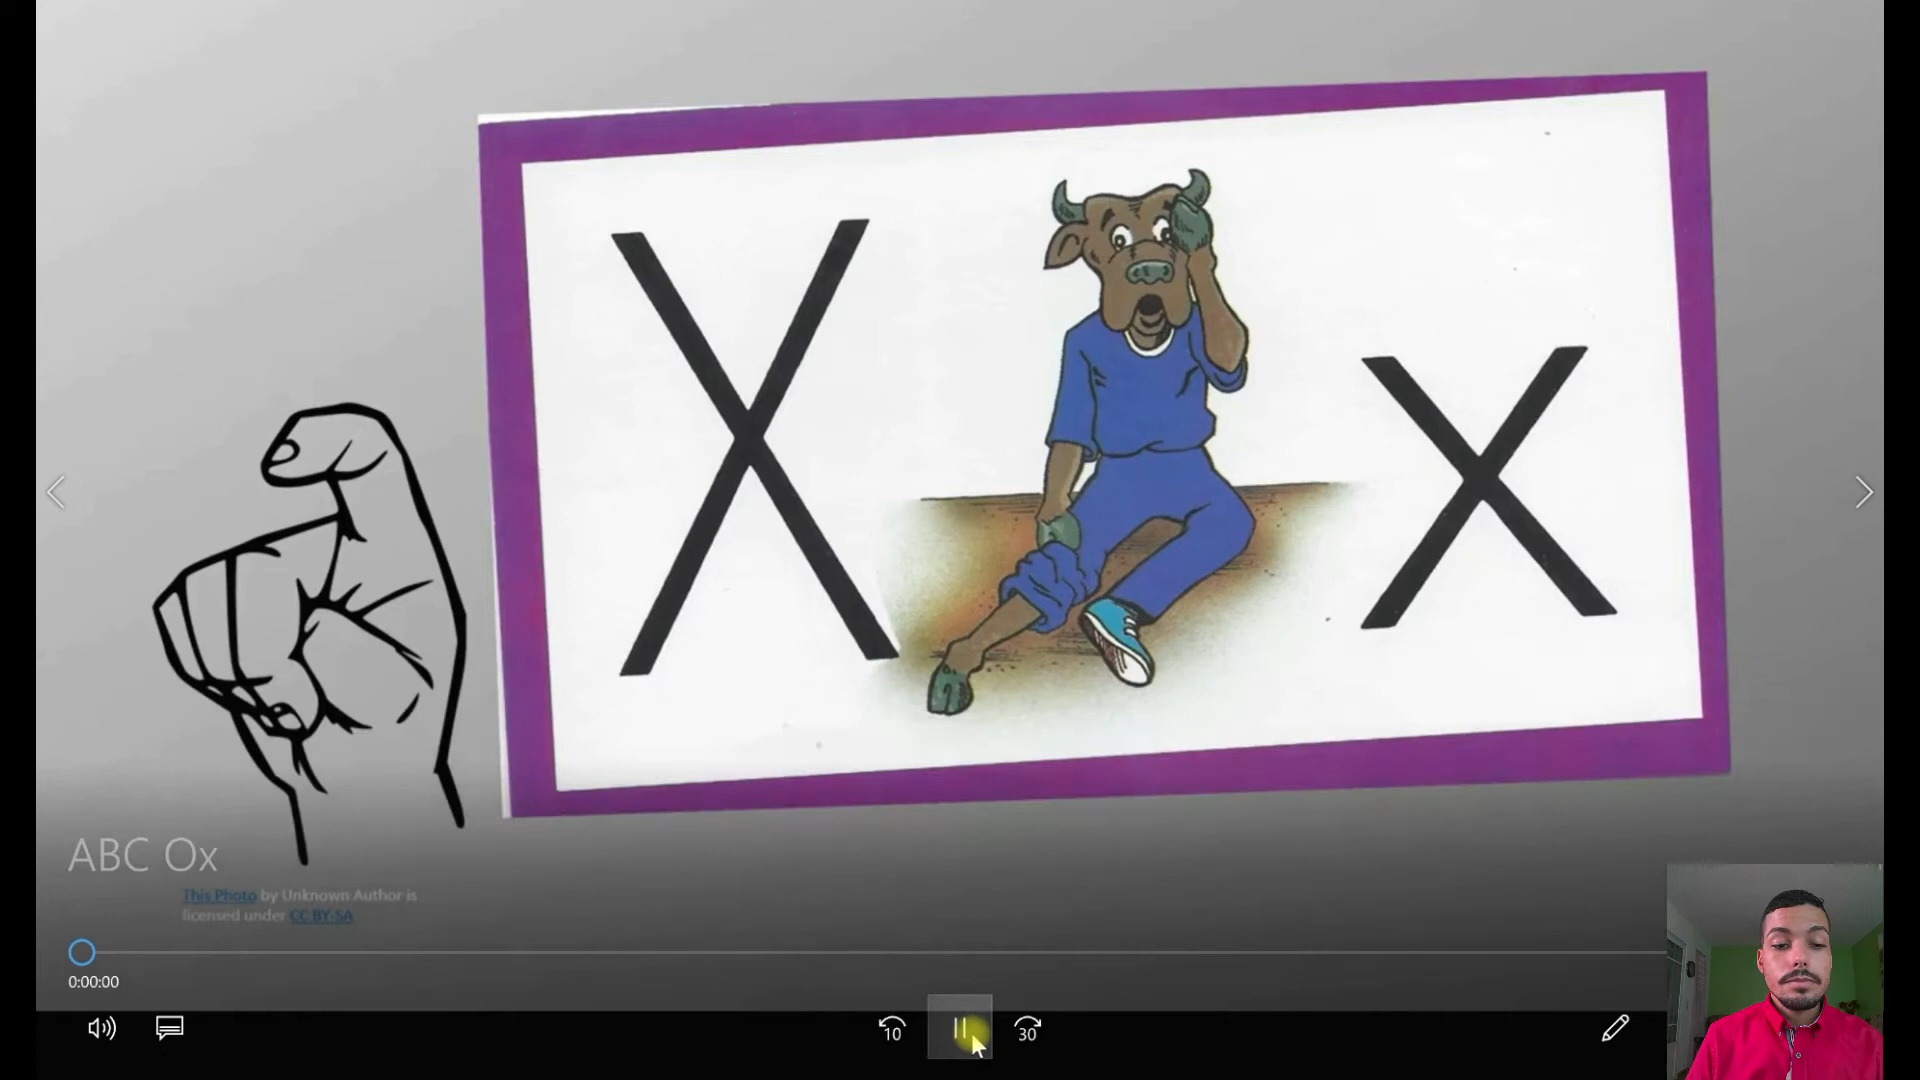 X x
ABC Ox
This Photo by Unknown Author is
licensed under CC BY-SA
0:00:00
10 30